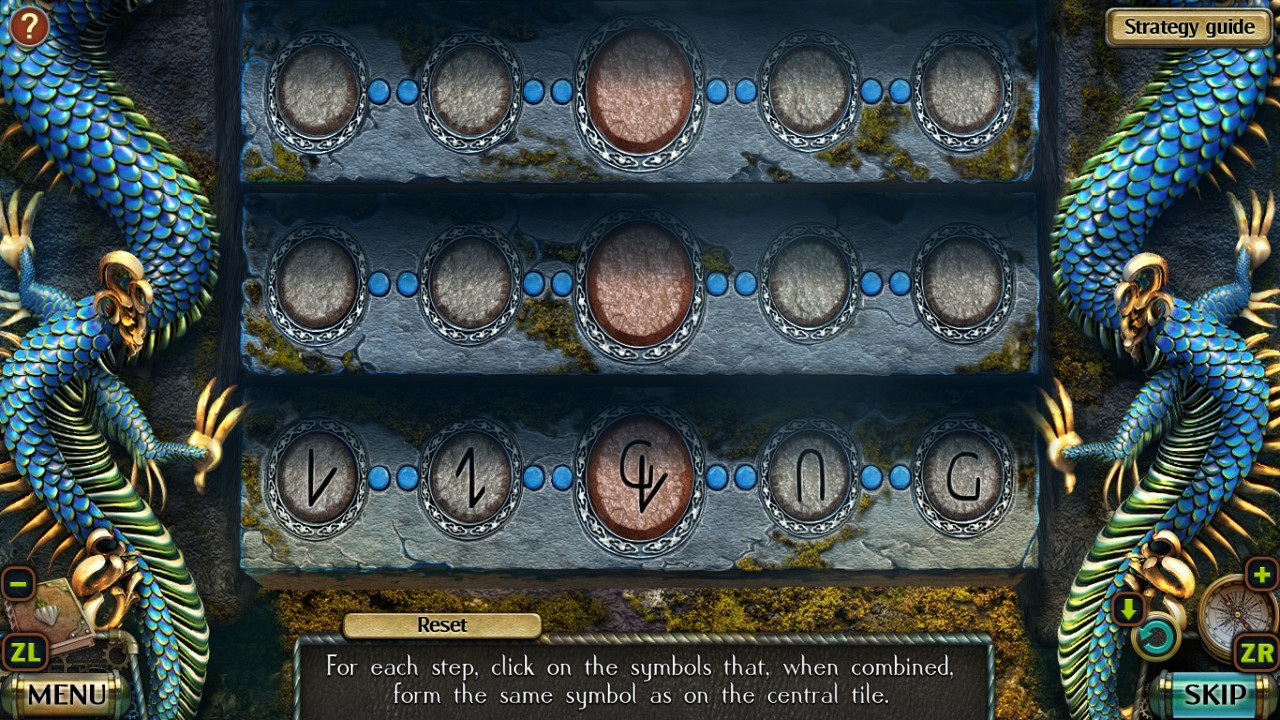 ?
Strategy guide
Reset
For each step, click on the symbols that, when combined,
form the same symbol as on the central tile.
ZL
MENU
ZR
SKIP